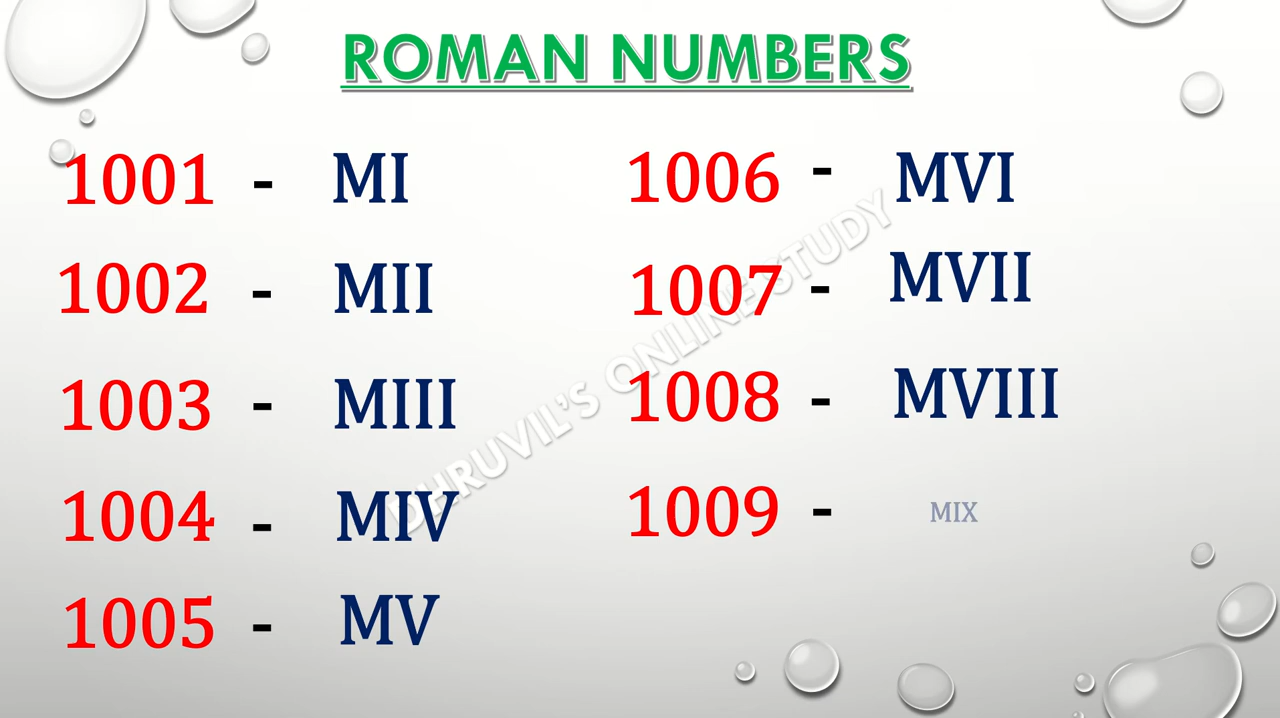 ROMAN NUMBERS
1001 - MI
1002 - MII
1003 - MIII
1004 - MIV
1005 - MV
1006 - MVI
1007 - MVII
1008 - MVIII
1009 - MIX
DHRUVIL'S ONLINE STUDY